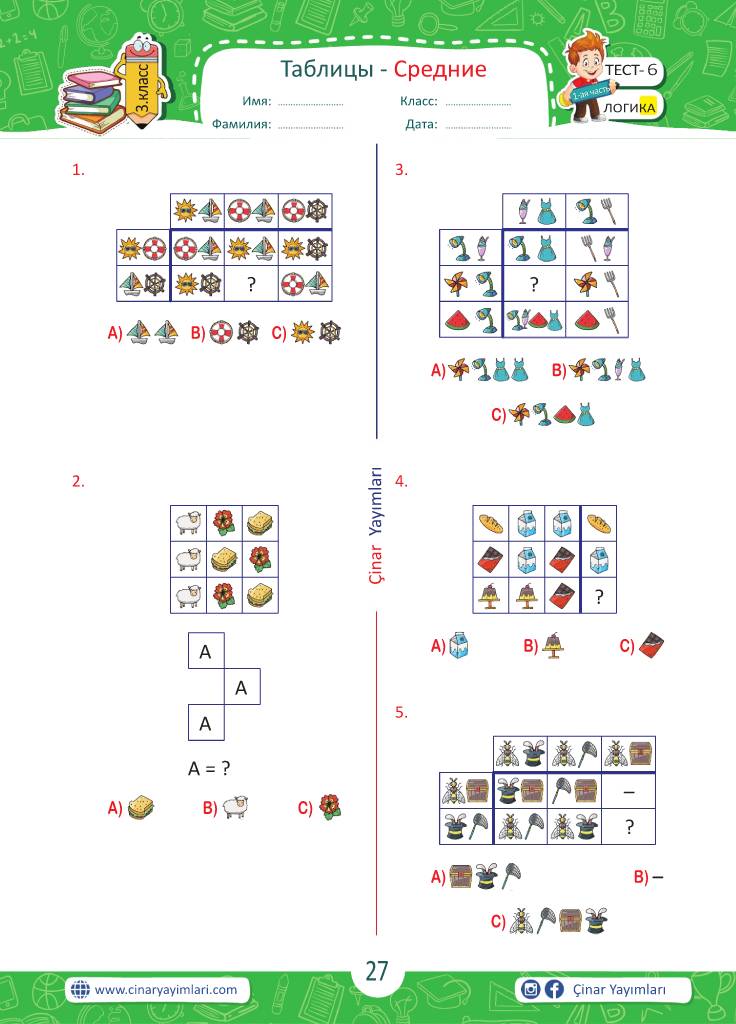 3.класс
Таблицы - Средние
Имя: ........................
Класс: ........................
Фамилия: ........................
Дата: ........................
ТЕСТ- 6
1-ая часть
ЛОГИКА
1.
?
A)
B)
C)
2.
A
A
A
A = ?
A)
B)
C)
Çinar Yayımları
3.
?
A)
B)
C)
4.
?
A)
B)
C)
5.
–
?
A)
B) –
C)
27
www.cinaryayimlari.com
Çinar Yayımları